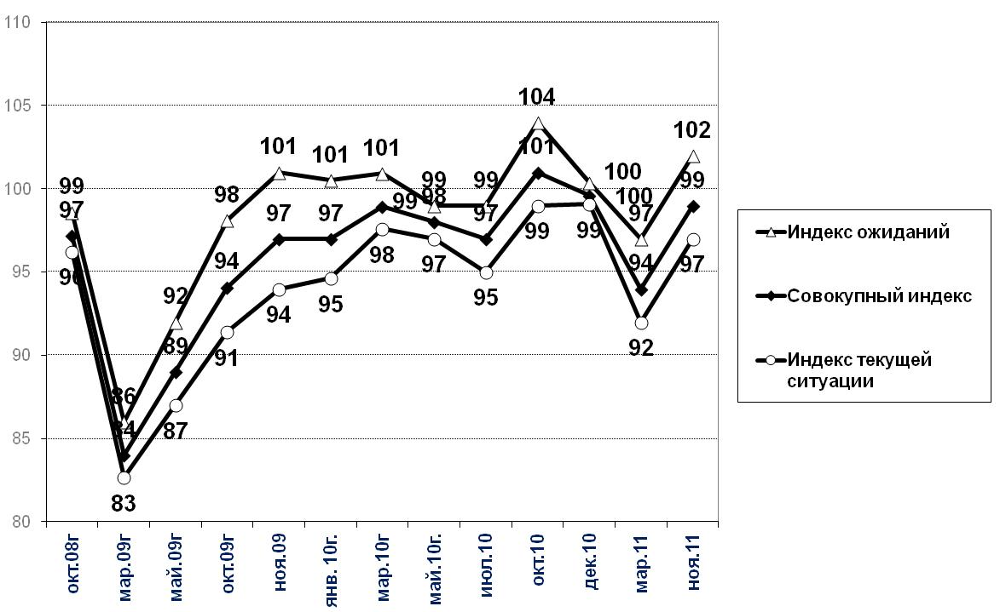 110
105
100
95
90
85
80
99
97
96
86
84
83
92
89
87
98
94
91
101
97
94
101
97
95
101
99
98
99
98
97
99
97
95
104
101
99
100
100
99
97
94
92
102
99
97
окт.08г
мар.09г
май.09г
окт.09г
ноя.09
янв. 10г.
мар.10г
май.10г.
июл.10
окт.10
дек.10
мар.11
ноя.11
Индекс ожиданий
Совокупный индекс
Индекс текущей
ситуации